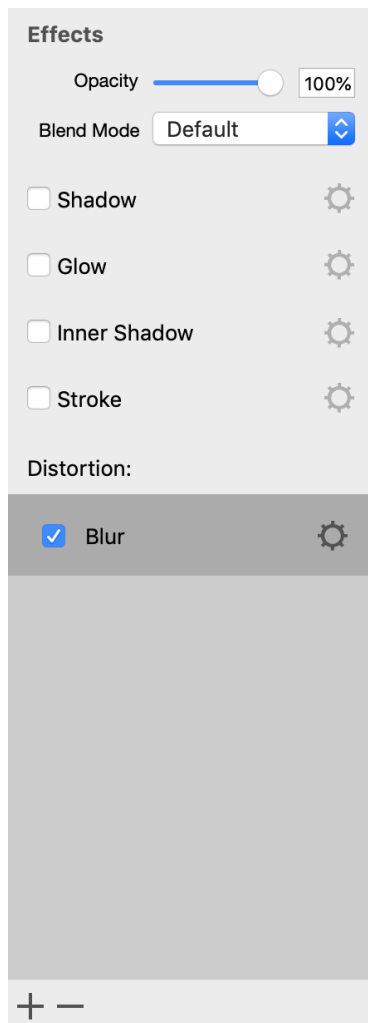 Effects
Opacity 100%
Blend Mode Default
Shadow
Glow
Inner Shadow
Stroke
Distortion:
Blur